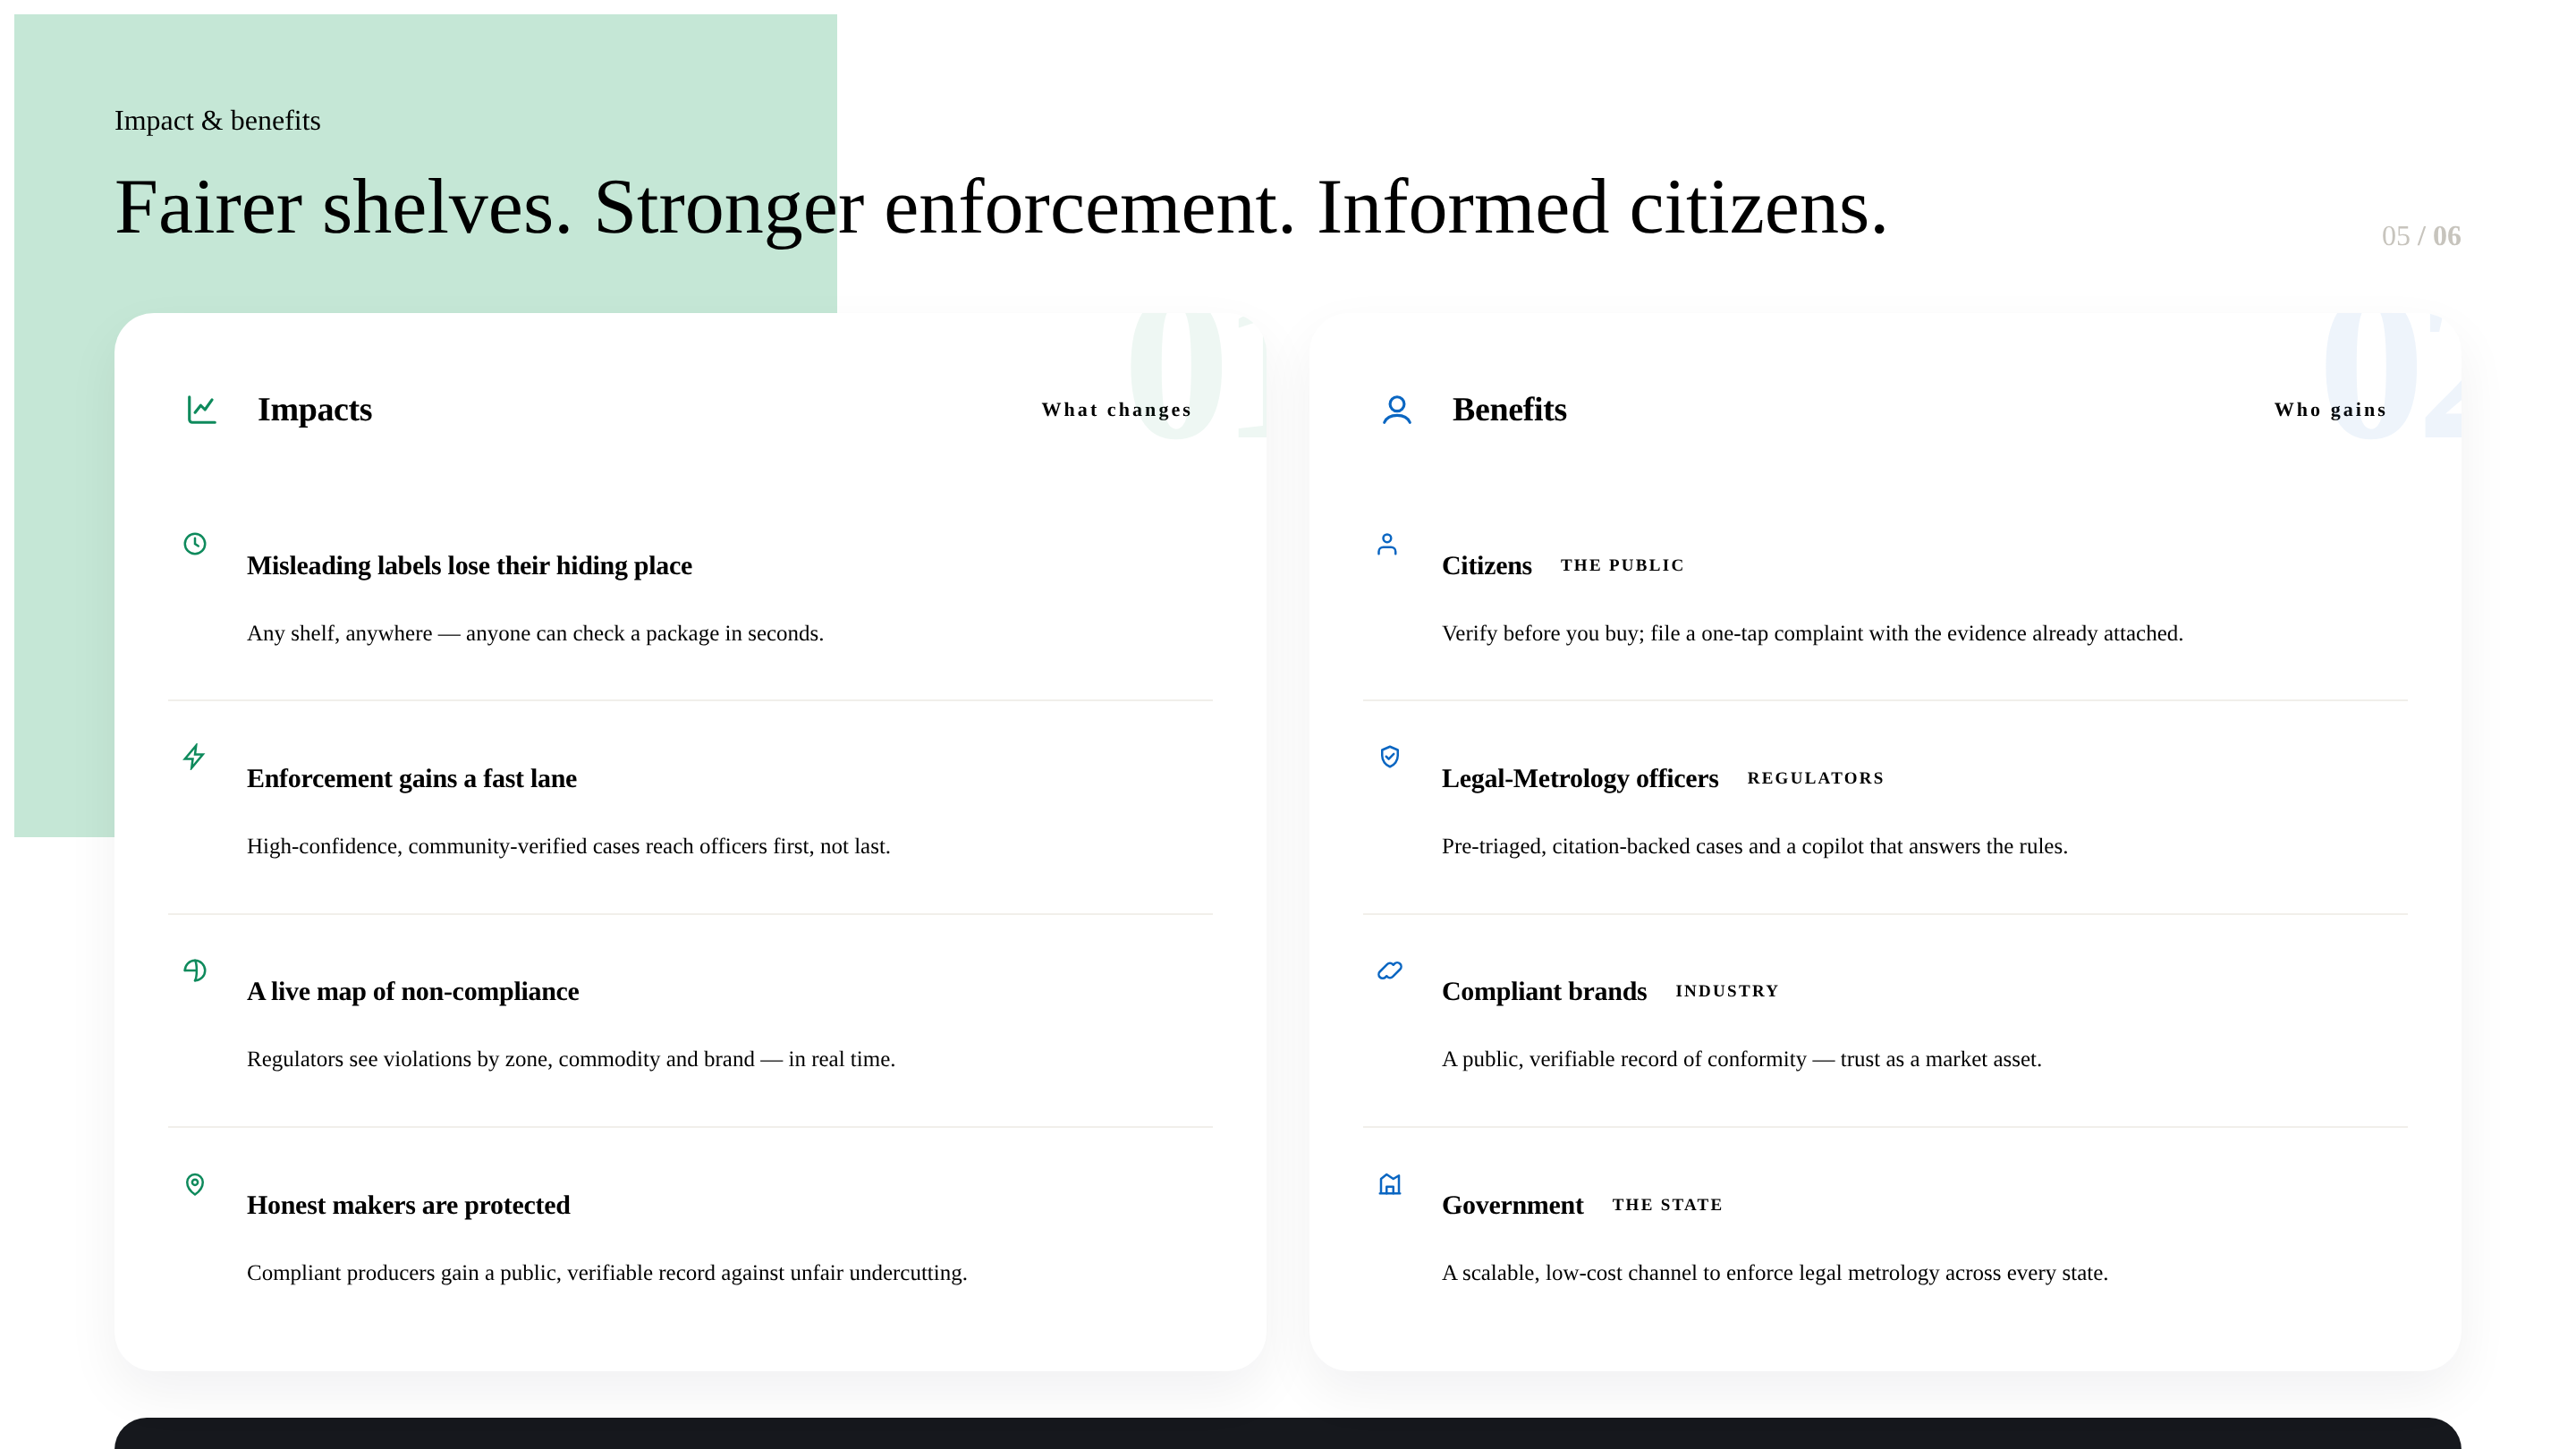 Impact & benefits
Fairer shelves. Stronger enforcement. Informed citizens.
05 / 06
01
Impacts
What changes
Misleading labels lose their hiding place
Any shelf, anywhere — anyone can check a package in seconds.
Enforcement gains a fast lane
High-confidence, community-verified cases reach officers first, not last.
A live map of non-compliance
Regulators see violations by zone, commodity and brand — in real time.
Honest makers are protected
Compliant producers gain a public, verifiable record against unfair undercutting.
02
Benefits
Who gains
Citizens THE PUBLIC
Verify before you buy; file a one-tap complaint with the evidence already attached.
Legal-Metrology officers REGULATORS
Pre-triaged, citation-backed cases and a copilot that answers the rules.
Compliant brands INDUSTRY
A public, verifiable record of conformity — trust as a market asset.
Government THE STATE
A scalable, low-cost channel to enforce legal metrology across every state.